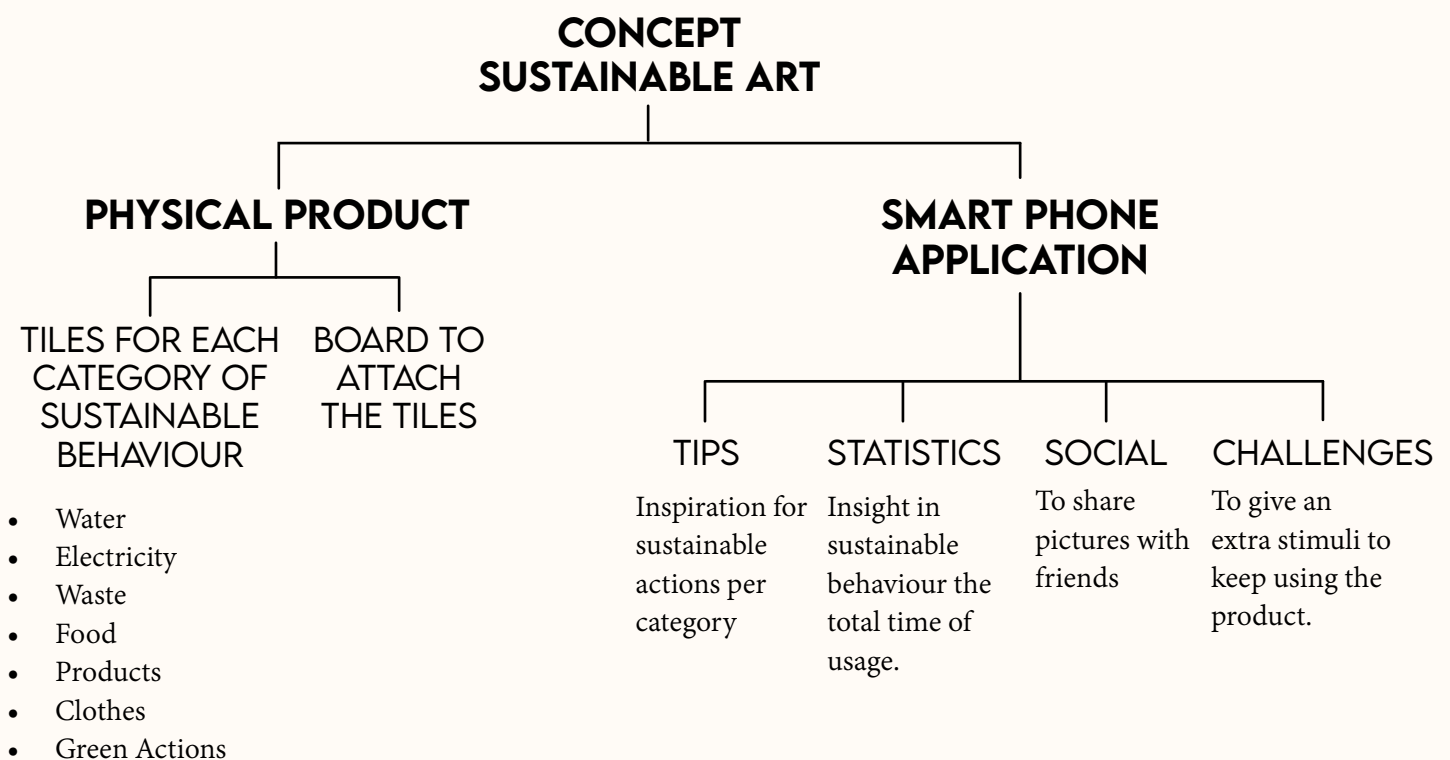 CONCEPT
SUSTAINABLE ART
PHYSICAL PRODUCT
TILES FOR EACH
CATEGORY OF
SUSTAINABLE
BEHAVIOUR
• Water
• Electricity
• Waste
• Food
• Products
• Clothes
• Green Actions
BOARD TO
ATTACH
THE TILES
SMART PHONE
APPLICATION
TIPS
Inspiration for
sustainable
actions per
category
STATISTICS
Insight in
sustainable
behaviour the
total time of
usage.
SOCIAL
To share
pictures with
friends
CHALLENGES
To give an
extra stimuli to
keep using the
product.